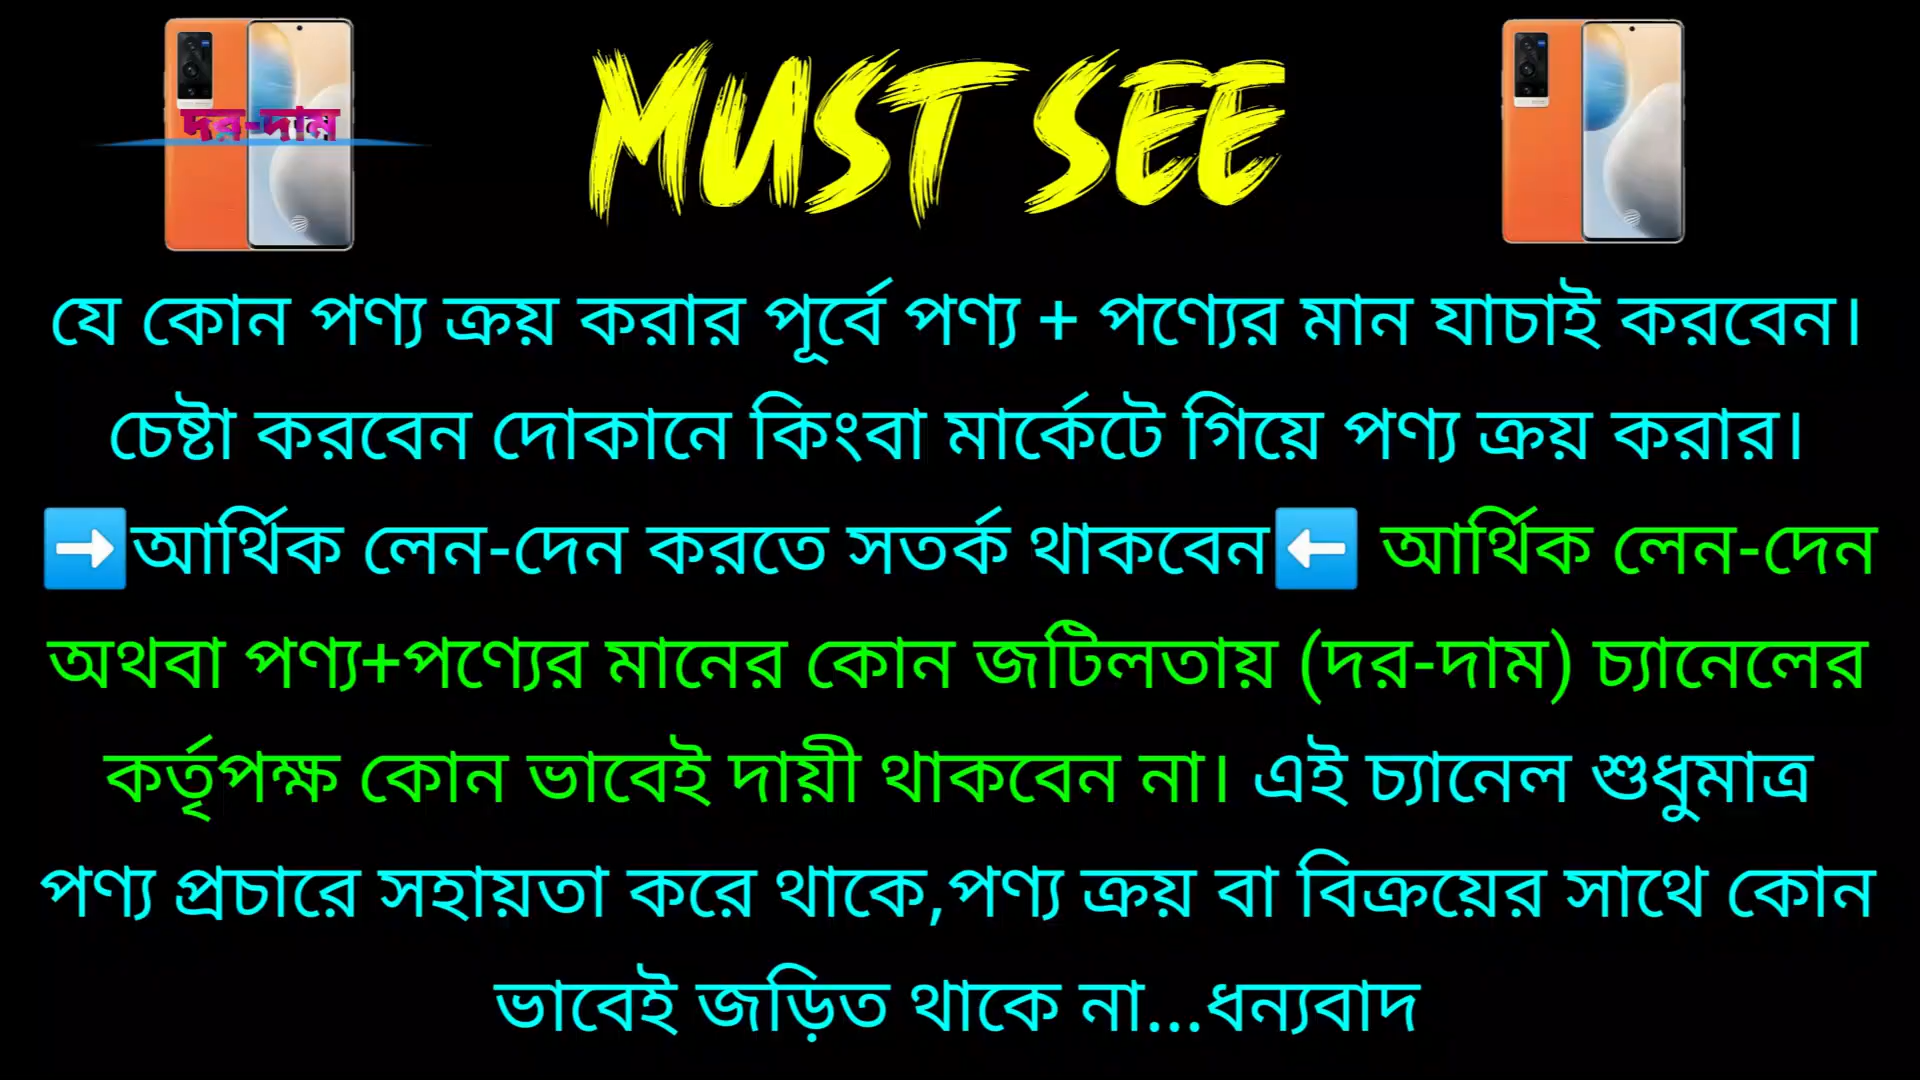 দর-দাম
MUST SEE
যে কোন পণ্য ক্রয় করার পূর্বে পণ্য + পণ্যের মান যাচাই করবেন।
চেষ্টা করবেন দোকানে কিংবা মার্কেটে গিয়ে পণ্য ক্রয় করার।
➡️আর্থিক লেন-দেন করতে সতর্ক থাকবেন⬅️ আর্থিক লেন-দেন
অথবা পণ্য+পণ্যের মানের কোন জটিলতায় (দর-দাম) চ্যানেলের
কর্তৃপক্ষ কোন ভাবেই দায়ী থাকবেন না। এই চ্যানেল শুধুমাত্র
পণ্য প্রচারে সহায়তা করে থাকে,পণ্য ক্রয় বা বিক্রয়ের সাথে কোন
ভাবেই জড়িত থাকে না...ধন্যবাদ